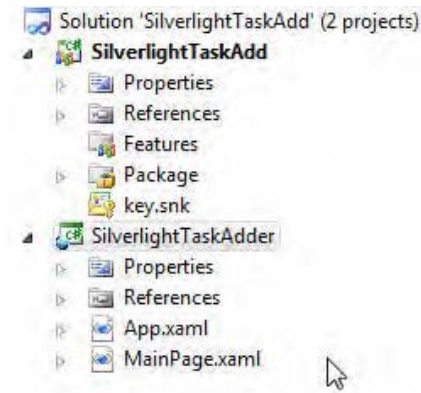 Solution 'SilverlightTaskAdd' (2 projects)
SilverlightTaskAdd
Properties
References
Features
Package
key.snk
SilverlightTaskAdder
Properties
References
App.xaml
MainPage.xaml